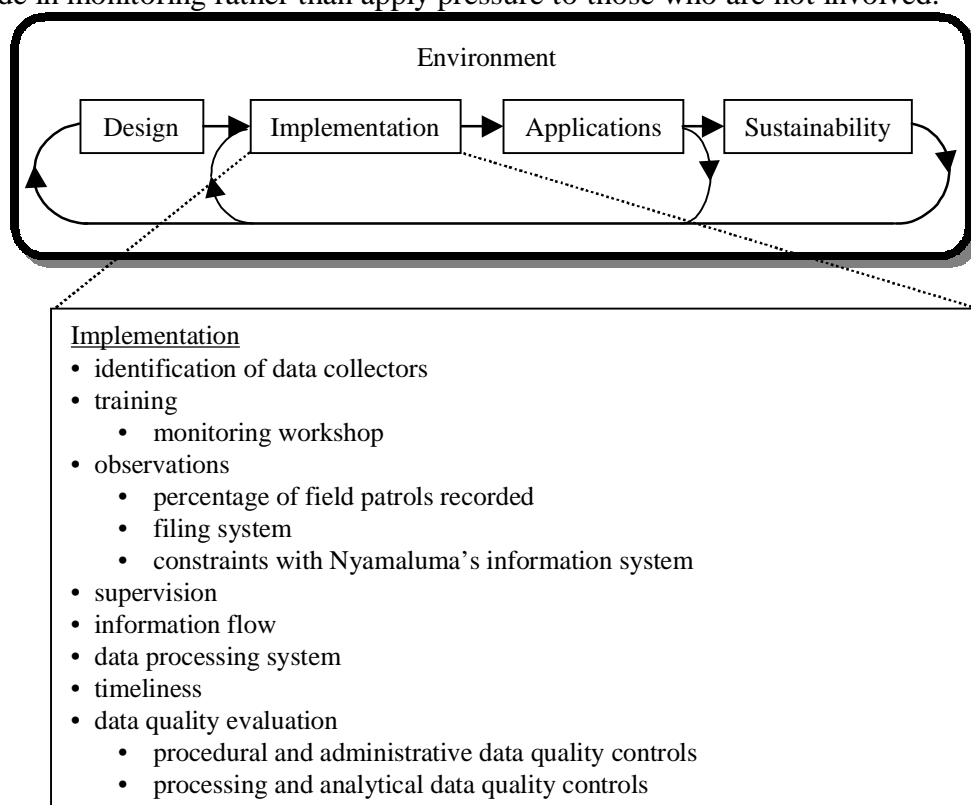 de in monitoring rather than apply pressure to those who are not involved.
Environment
Design Implementation Applications Sustainability
Implementation
• identification of data collectors
• training
• monitoring workshop
• observations
• percentage of field patrols recorded
• filing system
• constraints with Nyamaluma’s information system
• supervision
• information flow
• data processing system
• timeliness
• data quality evaluation
• procedural and administrative data quality controls
• processing and analytical data quality controls